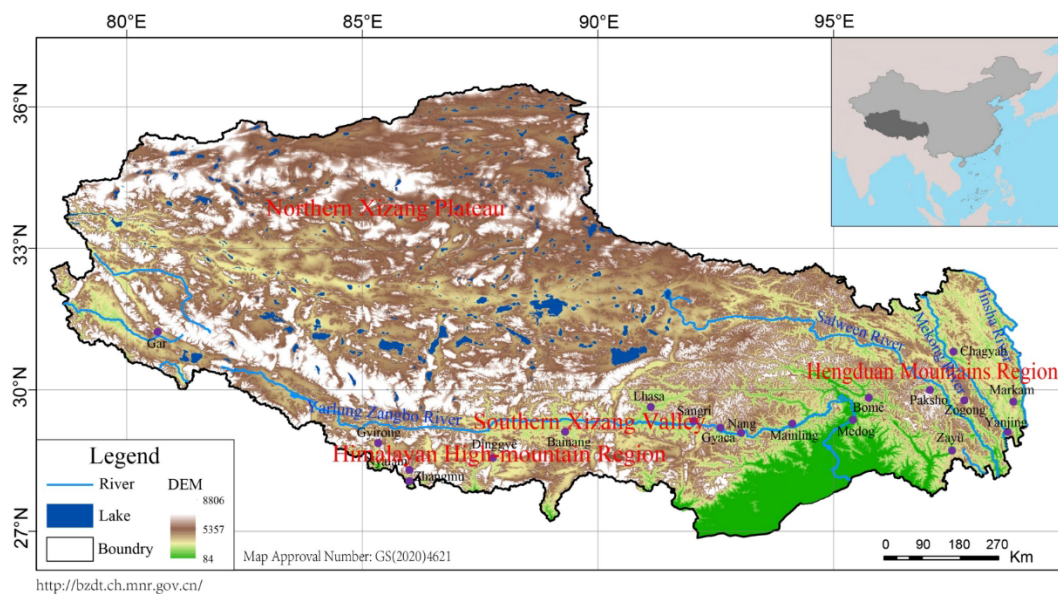 80°E
85°E
90°E
95°E
36°N
33°N
30°N
27°N
Northern Xizang Plateau
Salween River
Mekong River
Jinsha River
Chagyab
Gar
Hengduan Mountains Region
Paksho
Zogong
Markam
Yanjing
Bome
Lhasa
Sangri
Yarlung Zangbo River
Southern Xizang Valley
Gyirong
Bainang
Gyaca
Nang
Mainling
Medog
Zayü
Dinggyê
Himalayan High-mountain Region
Zhangmu
Legend
River
DEM
Lake
8806
5357
84
Boundry
Map Approval Number: GS(2020)4621
0 90 180 270
Km
http://bzdt.ch.mnr.gov.cn/